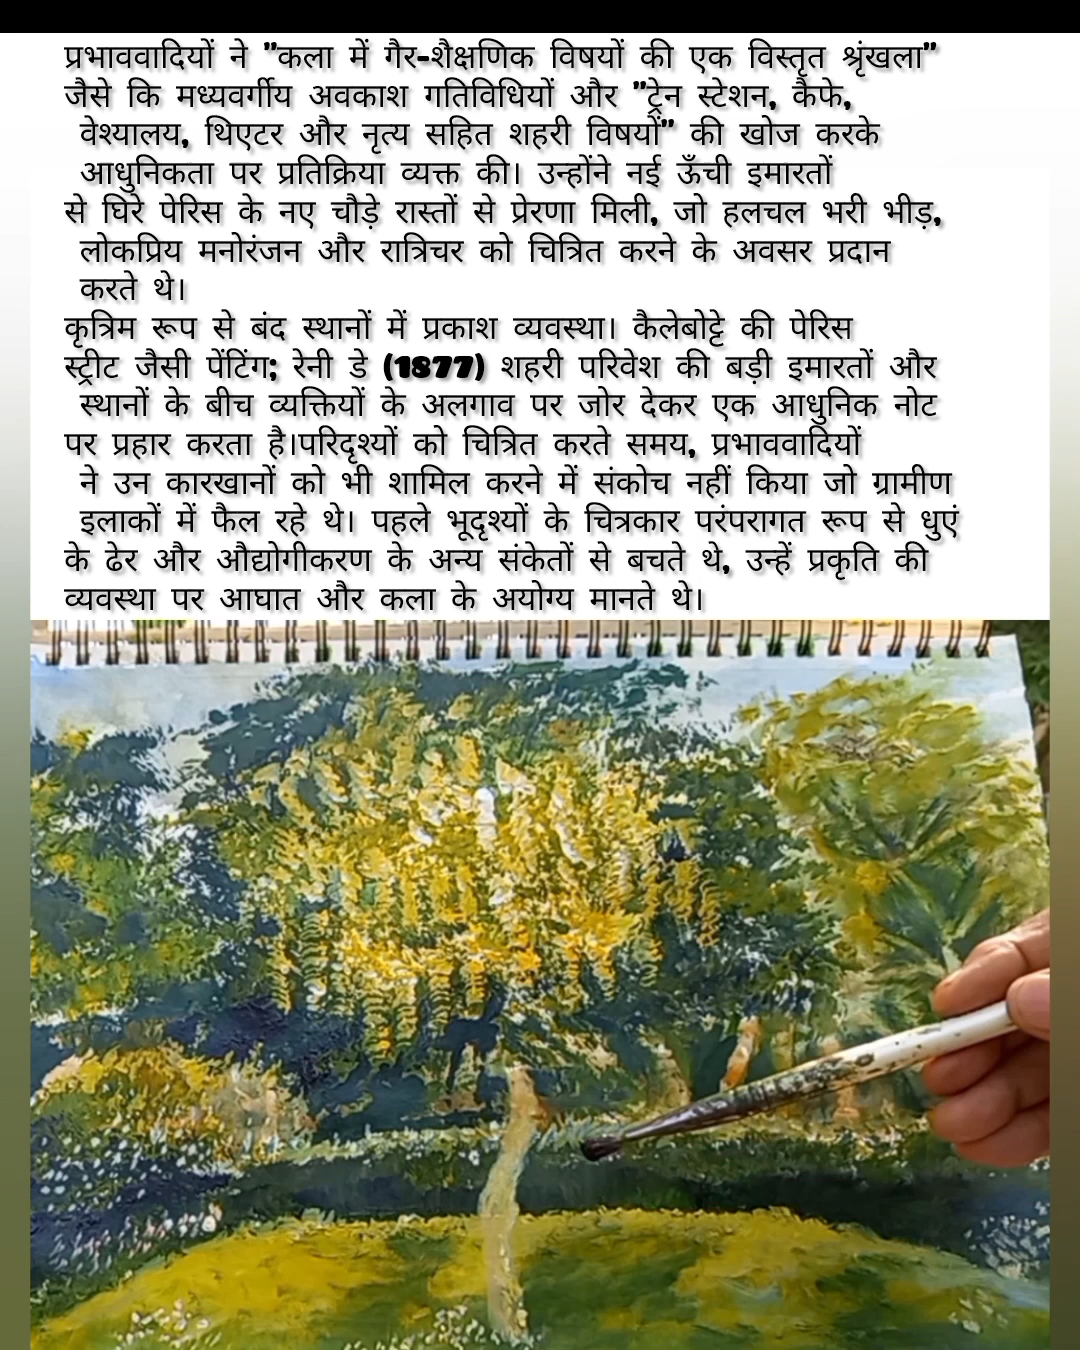 प्रभाववादियों ने "कला में गैर-शैक्षणिक विषयों की एक विस्तृत श्रृंखला"
जैसे कि मध्यवर्गीय अवकाश गतिविधियों और "ट्रेन स्टेशन, कैफे,
वेश्यालय, थिएटर और नृत्य सहित शहरी विषयों" की खोज करके
आधुनिकता पर प्रतिक्रिया व्यक्त की। उन्होंने नई ऊँची इमारतों
से घिरे पेरिस के नए चौड़े रास्तों से प्रेरणा मिली, जो हलचल भरी भीड़,
लोकप्रिय मनोरंजन और रात्रिचर को चित्रित करने के अवसर प्रदान
करते थे।
कृत्रिम रूप से बंद स्थानों में प्रकाश व्यवस्था। कैलेबोट्टे की पेरिस
स्ट्रीट जैसी पेंटिंग; रेनी डे (1877) शहरी परिवेश की बड़ी इमारतों और
स्थानों के बीच व्यक्तियों के अलगाव पर जोर देकर एक आधुनिक नोट
पर प्रहार करता है।परिदृश्यों को चित्रित करते समय, प्रभाववादियों
ने उन कारखानों को भी शामिल करने में संकोच नहीं किया जो ग्रामीण
इलाकों में फैल रहे थे। पहले भूदृश्यों के चित्रकार परंपरागत रूप से धुएं
के ढेर और औद्योगीकरण के अन्य संकेतों से बचते थे, उन्हें प्रकृति की
व्यवस्था पर आघात और कला के अयोग्य मानते थे।